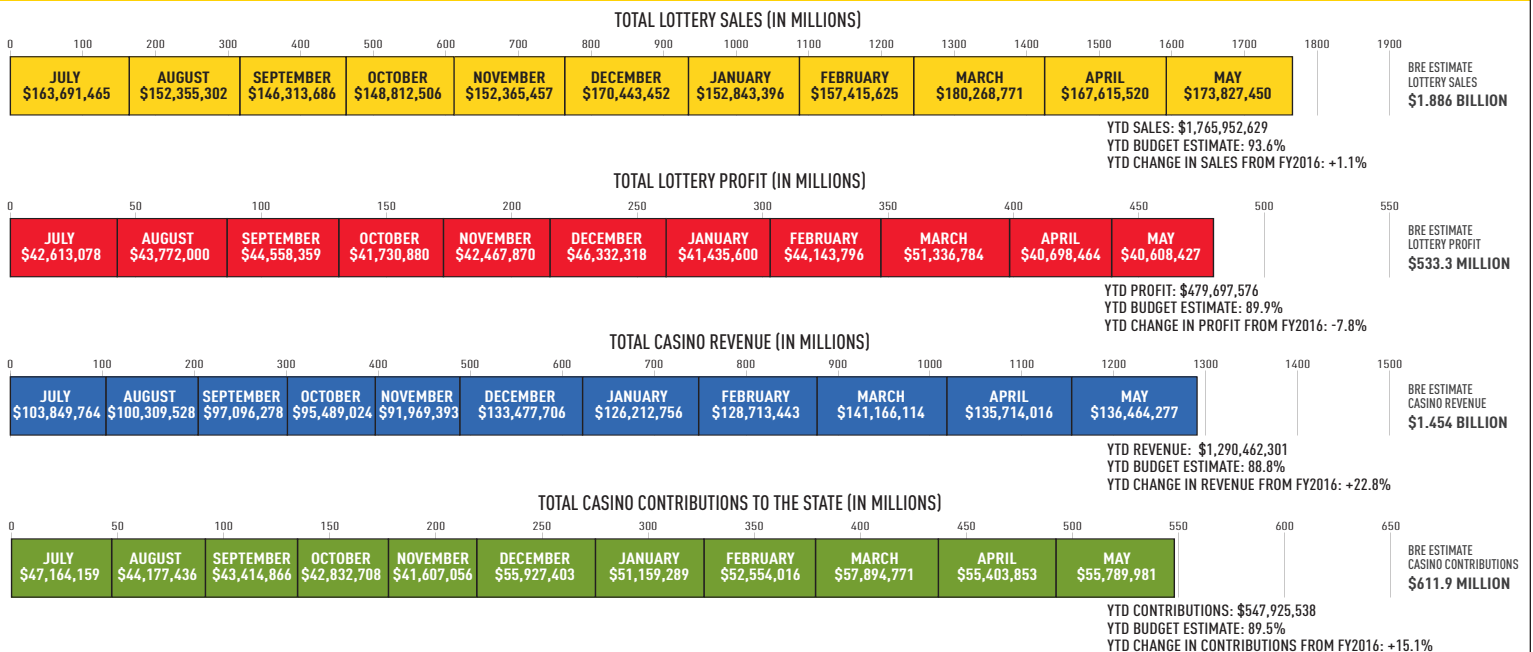 TOTAL LOTTERY SALES (IN MILLIONS)
0 100 200 300 400 500 600 700 800 900 1000 1100 1200 1300 1400 1500 1600 1700 1800 1900
JULY AUGUST SEPTEMBER OCTOBER NOVEMBER DECEMBER JANUARY FEBRUARY MARCH APRIL MAY
$163,691,465 $152,355,302 $146,313,686 $148,812,506 $152,365,457 $170,443,452 $152,843,396 $157,415,625 $180,268,771 $167,615,520 $173,827,450
BRE ESTIMATE
LOTTERY SALES
$1.886 BILLION
YTD SALES: $1,765,952,629
YTD BUDGET ESTIMATE: 93.6%
YTD CHANGE IN SALES FROM FY2016: +1.1%
TOTAL LOTTERY PROFIT (IN MILLIONS)
0 50 100 150 200 250 300 350 400 450 500 550
JULY AUGUST SEPTEMBER OCTOBER NOVEMBER DECEMBER JANUARY FEBRUARY MARCH APRIL MAY
$42,613,078 $43,772,000 $44,558,359 $41,730,880 $42,467,870 $46,332,318 $41,435,600 $44,143,796 $51,336,784 $40,698,464 $40,608,427
BRE ESTIMATE
LOTTERY PROFIT
$533.3 MILLION
YTD PROFIT: $479,697,576
YTD BUDGET ESTIMATE: 89.9%
YTD CHANGE IN PROFIT FROM FY2016: -7.8%
TOTAL CASINO REVENUE (IN MILLIONS)
0 100 200 300 400 500 600 700 800 900 1000 1100 1200 1300 1400 1500
JULY AUGUST SEPTEMBER OCTOBER NOVEMBER DECEMBER JANUARY FEBRUARY MARCH APRIL MAY
$103,849,764 $100,309,528 $97,096,278 $95,489,024 $91,969,393 $133,477,706 $126,212,756 $128,713,443 $141,166,114 $135,714,016 $136,464,277
BRE ESTIMATE
CASINO REVENUE
$1.454 BILLION
YTD REVENUE: $1,290,462,301
YTD BUDGET ESTIMATE: 88.8%
YTD CHANGE IN REVENUE FROM FY2016: +22.8%
TOTAL CASINO CONTRIBUTIONS TO THE STATE (IN MILLIONS)
0 50 100 150 200 250 300 350 400 450 500 550 600 650
JULY AUGUST SEPTEMBER OCTOBER NOVEMBER DECEMBER JANUARY FEBRUARY MARCH APRIL MAY
$47,164,159 $44,177,436 $43,414,866 $42,832,708 $41,607,056 $55,927,403 $51,159,289 $52,554,016 $57,894,771 $55,403,853 $55,789,981
BRE ESTIMATE
CASINO CONTRIBUTIONS
$611.9 MILLION
YTD CONTRIBUTIONS: $547,925,538
YTD BUDGET ESTIMATE: 89.5%
YTD CHANGE IN CONTRIBUTIONS FROM FY2016: +15.1%